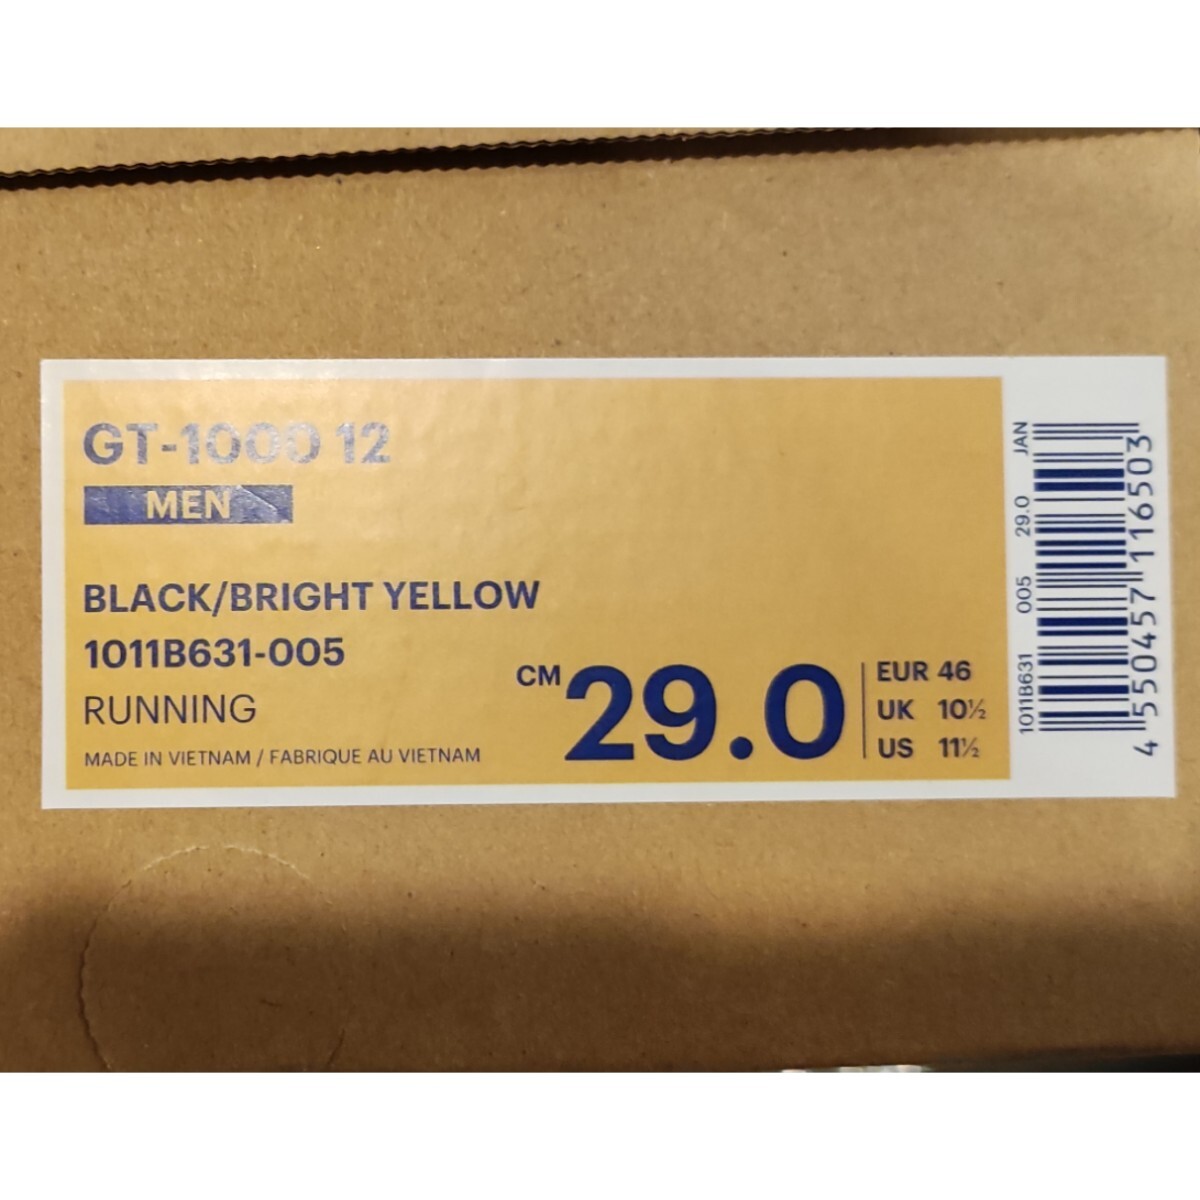 GT-1000 12
MEN
BLACK/BRIGHT YELLOW
1011B631-005
RUNNING
MADE IN VIETNAM / FABRIQUE AU VIETNAM
CM 29.0
EUR 46
UK 10½
US 11½
1011B631 005 29.0 JAN
4550457116503